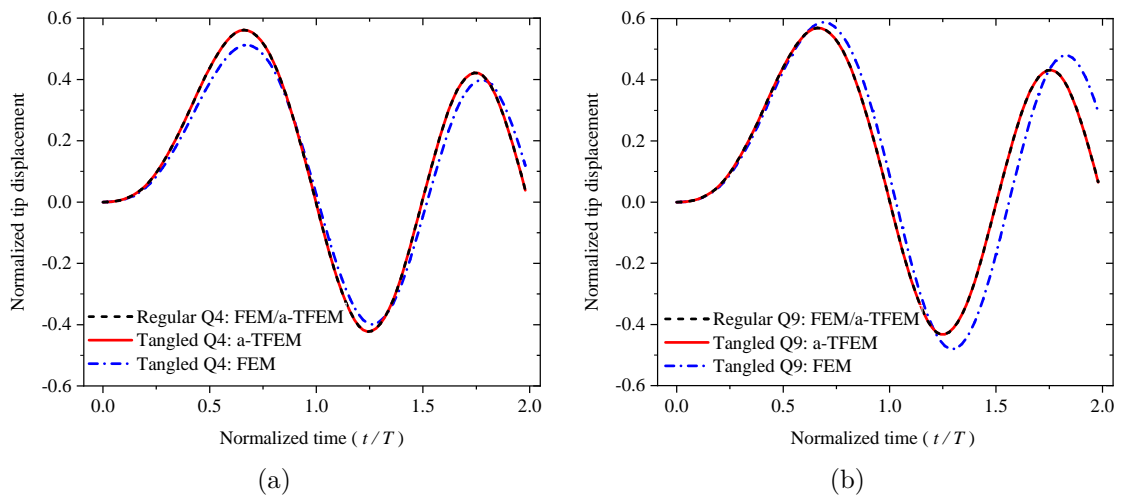 0.6
0.4
0.2
0.0
-0.2
-0.4
-0.6
Normalized tip displacement
Regular Q4: FEM/a-TFEM
Tangled Q4: a-TFEM
Tangled Q4: FEM
0.0
0.5
1.0
1.5
2.0
Normalized time ( t / T )
(a)
0.6
0.4
0.2
0.0
-0.2
-0.4
-0.6
Normalized tip displacement
Regular Q9: FEM/a-TFEM
Tangled Q9: a-TFEM
Tangled Q9: FEM
0.0
0.5
1.0
1.5
2.0
Normalized time ( t / T )
(b)